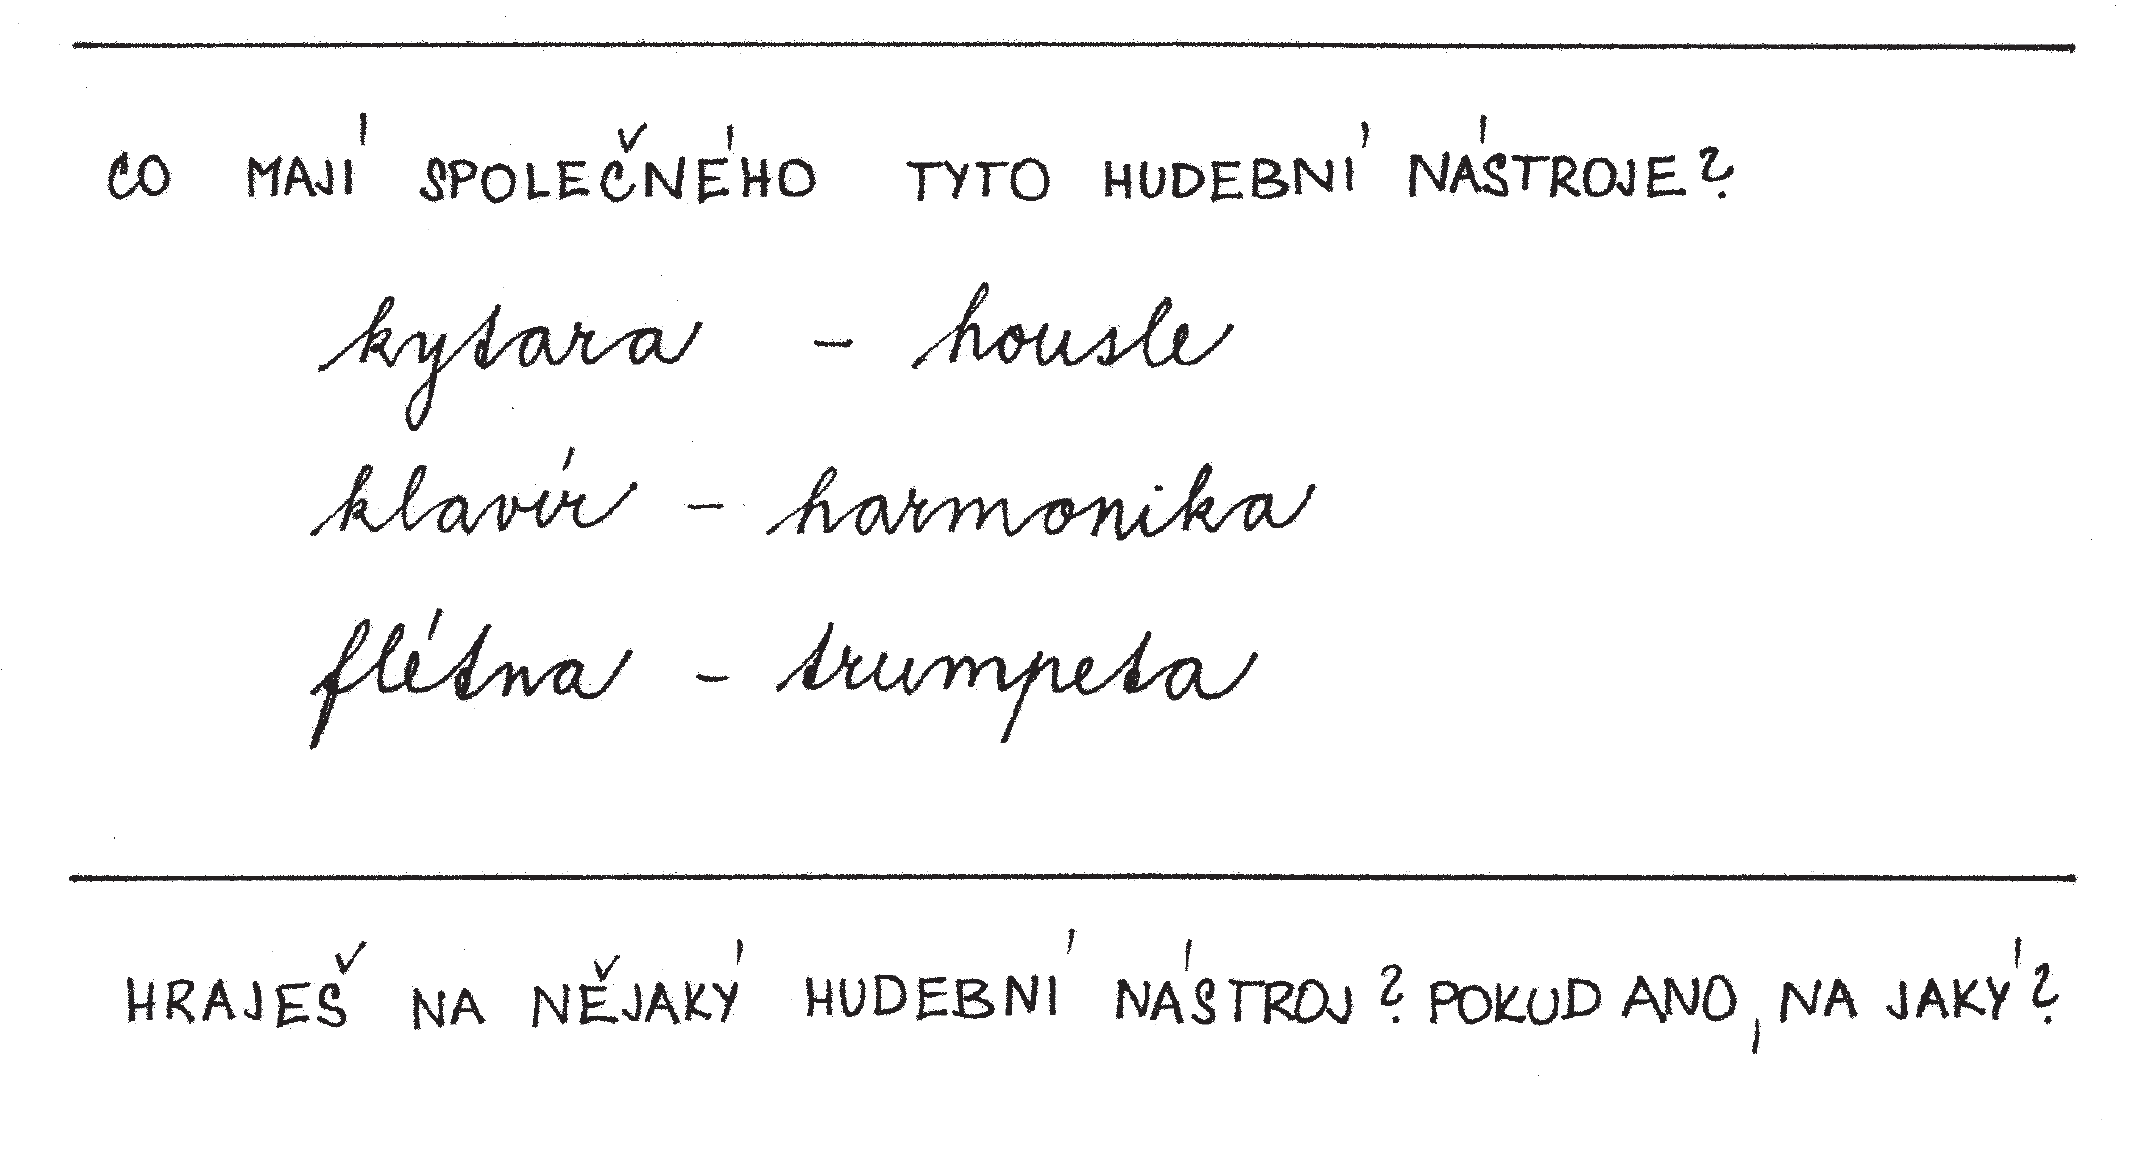 CO MAJÍ SPOLEČNÉHO TYTO HUDEBNÍ NÁSTROJE?
kytara - housle
klavír - harmonika
flétna - trumpeta
HRAJEŠ NA NĚJAKÝ HUDEBNÍ NÁSTROJ? POKUD ANO, NA JAKÝ?